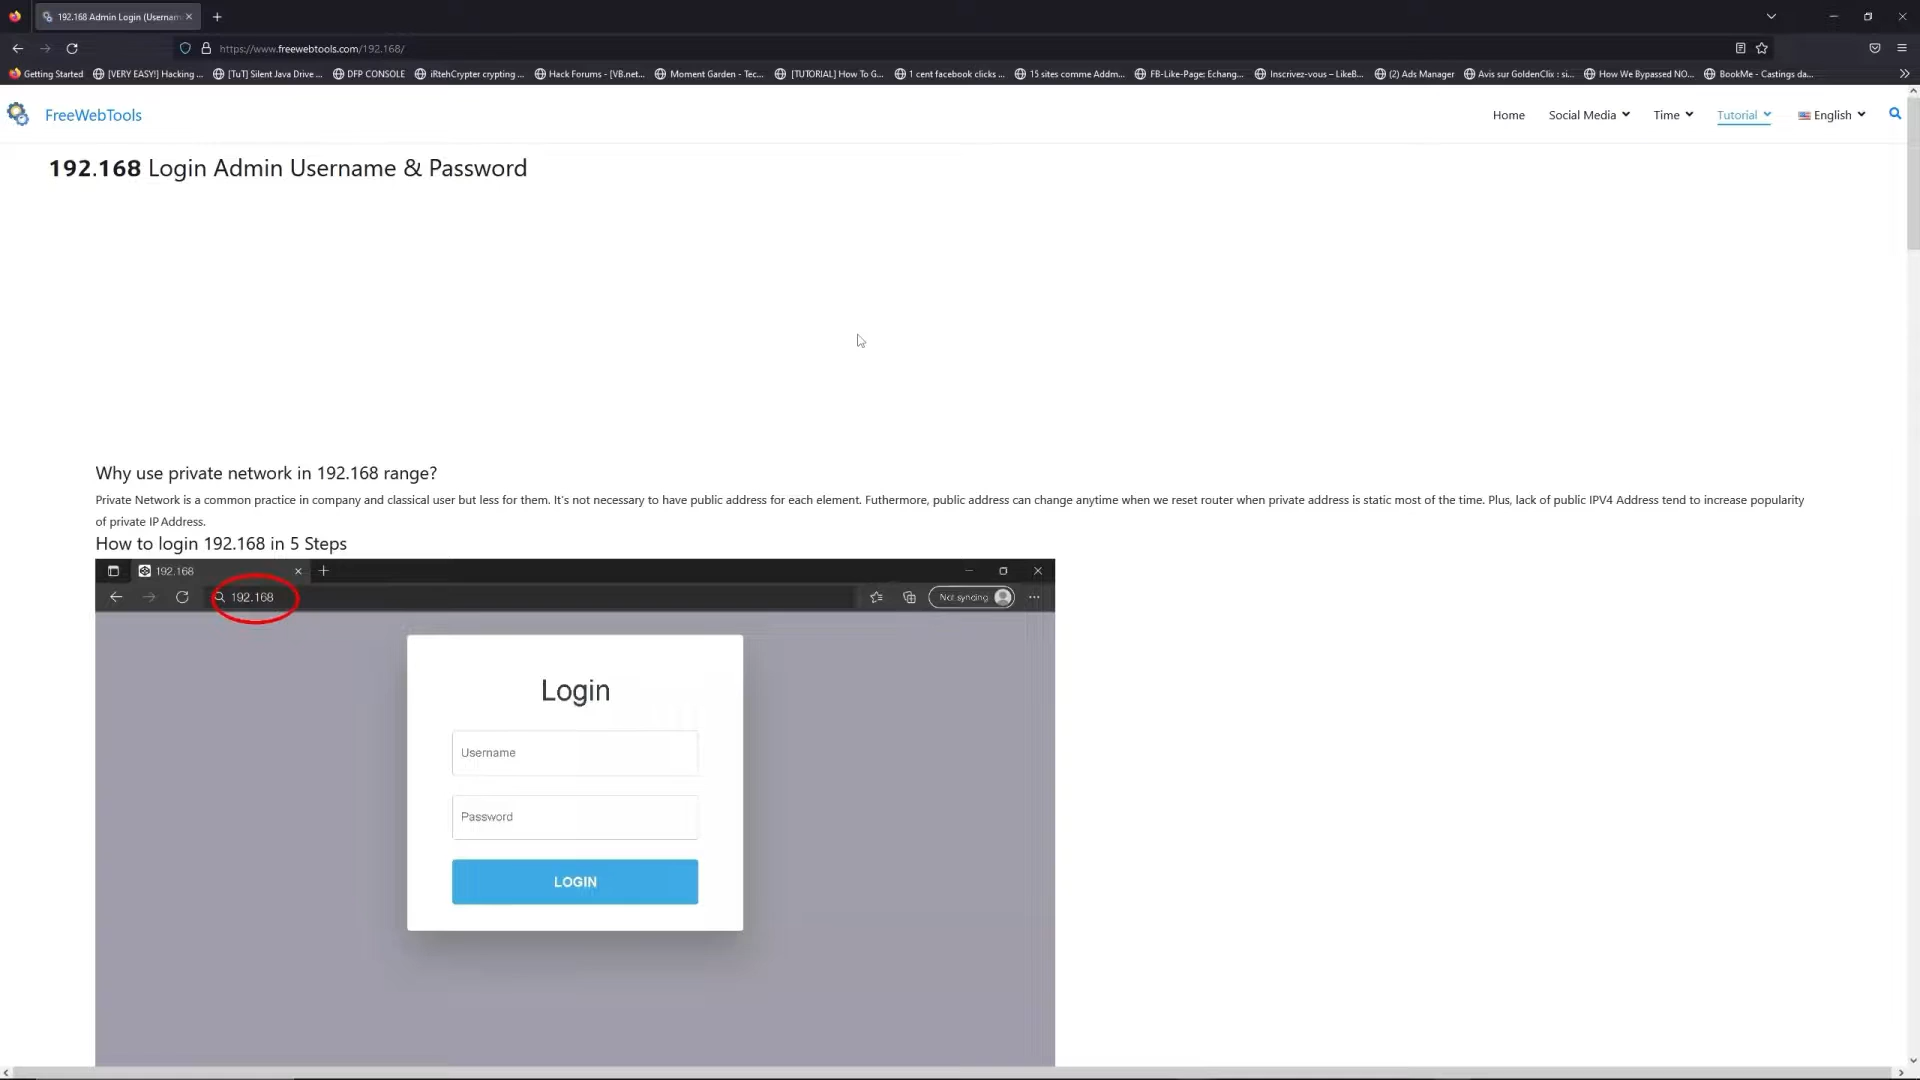 192.168 Admin Login (Usernam
https://www.freewebtools.com/192.168/
Getting Started
[VERY EASY!] Hacking ...
[TuT] Silent Java Drive ...
DFP CONSOLE
iRtehCrypter crypting ...
Hack Forums - [VB.net...
Moment Garden - Tec...
[TUTORIAL] How To G...
1 cent facebook clicks ...
15 sites comme Addm...
FB-Like-Page: Echang...
Inscrivez-vous – LikeB...
(2) Ads Manager
Avis sur GoldenClix : si...
How We Bypassed NO...
BookMe - Castings da...
FreeWebTools
Home
Social Media
Time
Tutorial
English
192.168 Login Admin Username & Password
Why use private network in 192.168 range?
Private Network is a common practice in company and classical user but less for them. It's not necessary to have public address for each element. Futhermore, public address can change anytime when we reset router when private address is static most of the time. Plus, lack of public IPV4 Address tend to increase popularity
of private IP Address.
How to login 192.168 in 5 Steps
192.168
192.168
Not syncing
Login
Username
Password
LOGIN